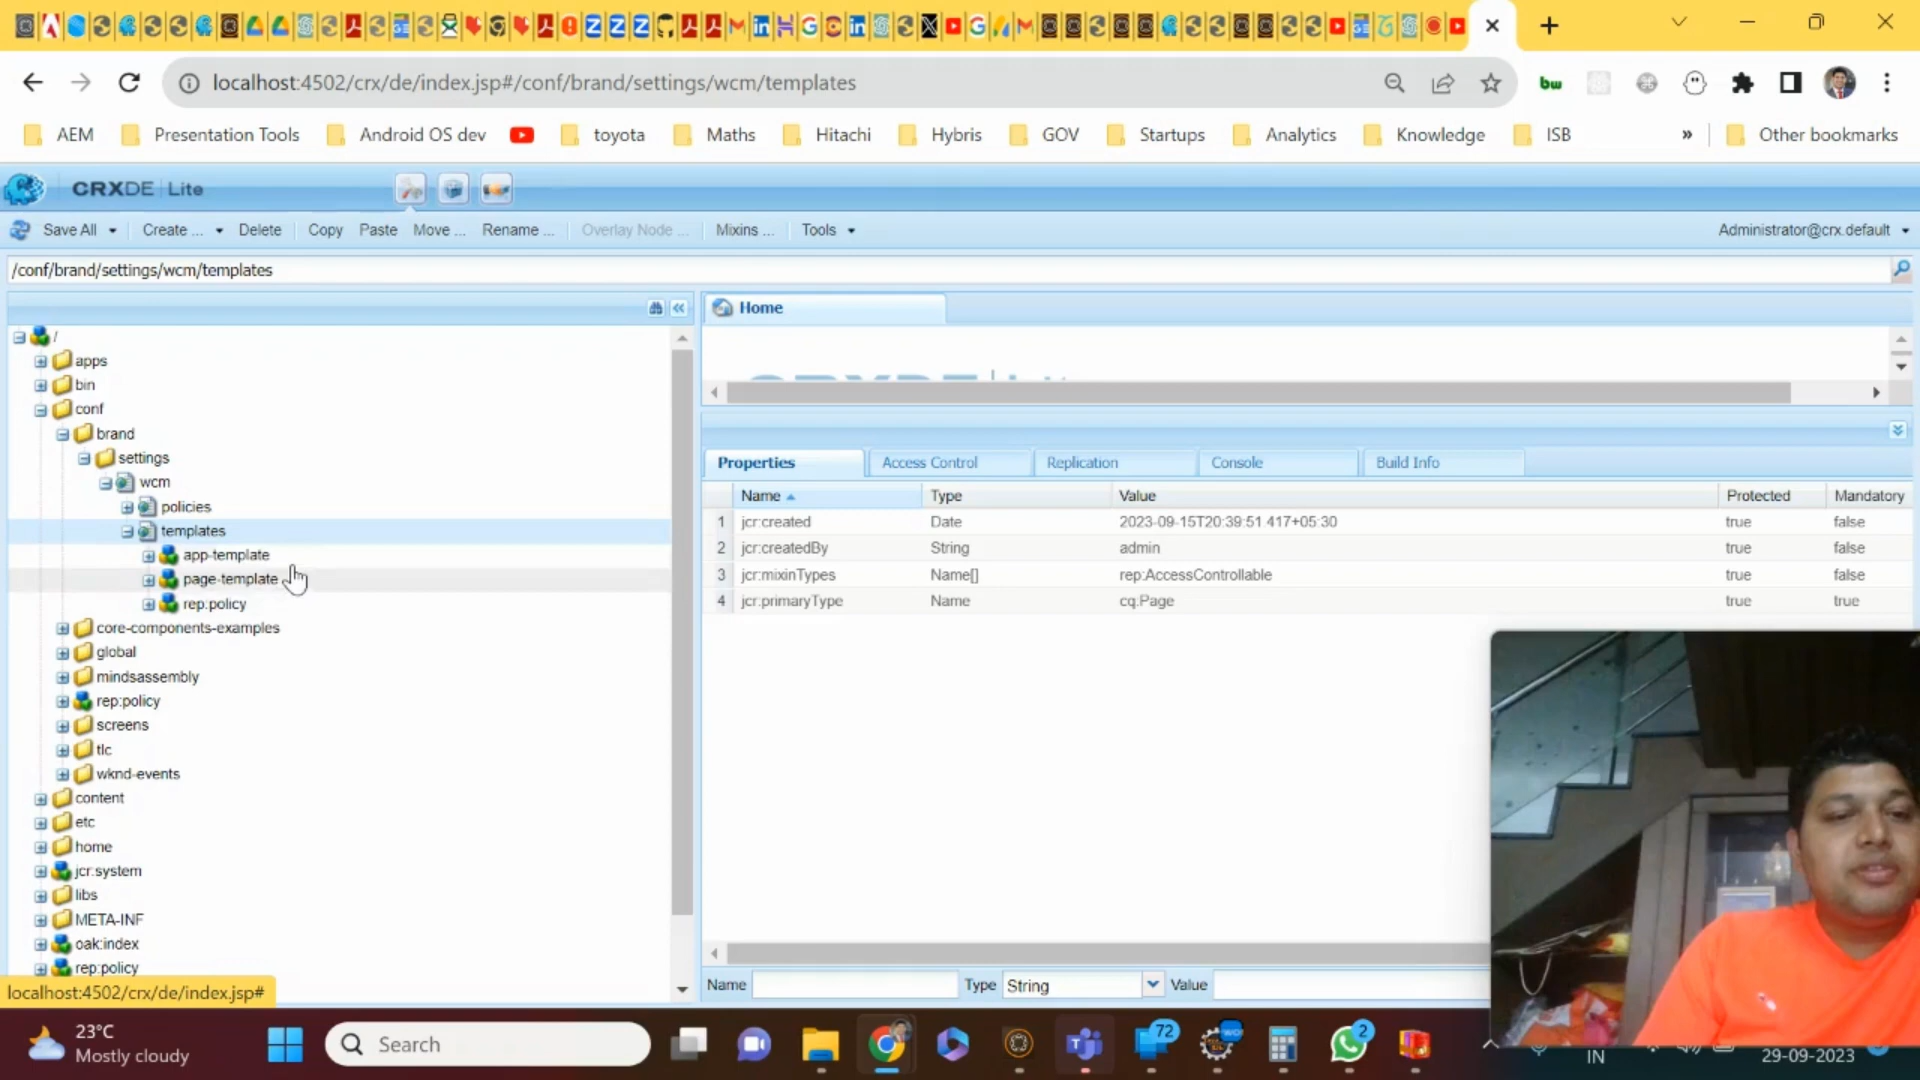 localhost:4502/crx/de/index.jsp#/conf/brand/settings/wcm/templates
bw
AEM Presentation Tools Android OS dev toyota Maths Hitachi Hybris GOV Startups Analytics Knowledge ISB » Other bookmarks
CRXDE | Lite
Save All Create ... Delete Copy Paste Move ... Rename ... Overlay Node ... Mixins ... Tools Administrator@crx.default
/conf/brand/settings/wcm/templates
Home
/
apps
bin
conf
brand
settings
wcm
policies
templates
app-template
page-template
rep:policy
core-components-examples
global
mindsassembly
rep:policy
screens
tlc
wknd-events
content
etc
home
jcr:system
libs
META-INF
oak:index
rep:policy
Properties Access Control Replication Console Build Info
Name Type Value Protected Mandatory
1 jcr:created Date 2023-09-15T20:39:51.417+05:30 true false
2 jcr:createdBy String admin true false
3 jcr:mixinTypes Name[] rep:AccessControllable true false
4 jcr:primaryType Name cq:Page true true
Name Type String Value
localhost:4502/crx/de/index.jsp#
23°C
Mostly cloudy
Search
72
2
IN
29-09-2023